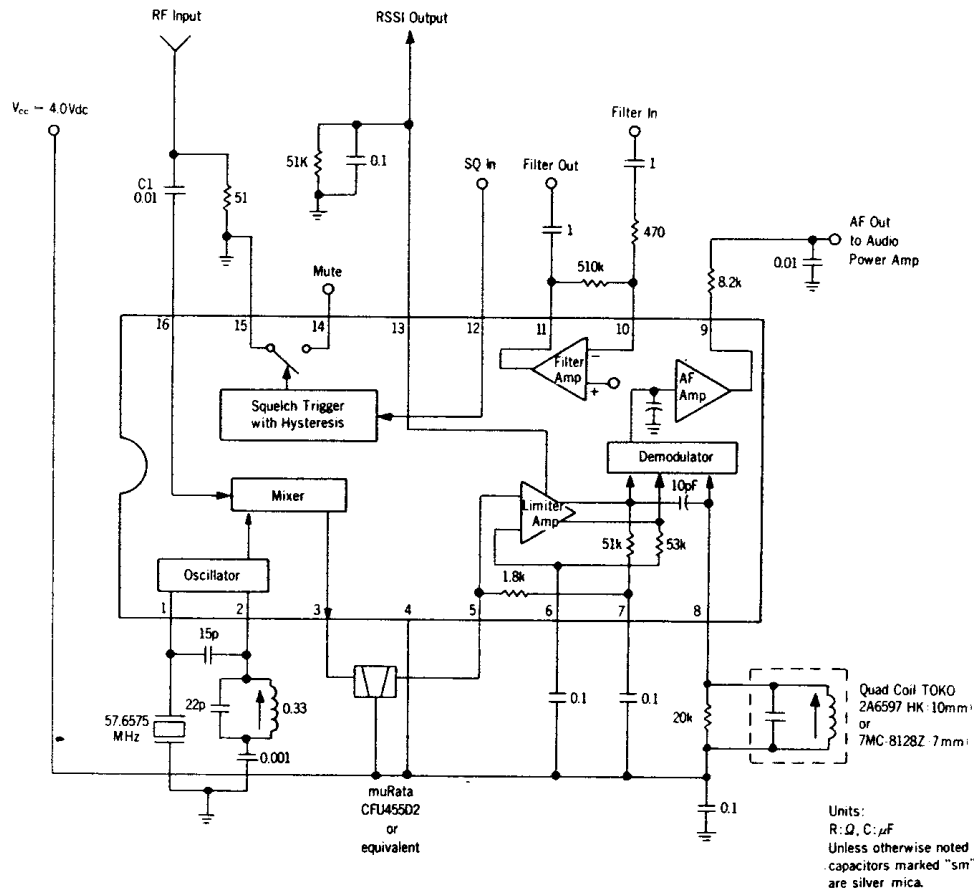 RF Input
RSSI Output
Vcc – 4.0Vdc
Filter In
51K
0.1
SQ In
Filter Out
1
C1
0.01
51
1
470
AF Out
to Audio
Power Amp
0.01
Mute
510k
8.2k
16
15
14
13
12
11
10
9
Filter
Amp
–
+
AF
Amp
Squelch Trigger
with Hysteresis
Demodulator
10pF
Mixer
Limiter
Amp
51k
53k
Oscillator
1.8k
1
2
3
4
5
6
7
8
15p
22p
0.33
57.6575
MHz
0.001
0.1
0.1
20k
Quad Coil TOKO
2A6597 HK 10mm
or
7MC-8128Z 7mm
muRata
CFU455D2
or
equivalent
0.1
Units:
R:Ω, C:μF
Unless otherwise noted
capacitors marked "sm"
are silver mica.